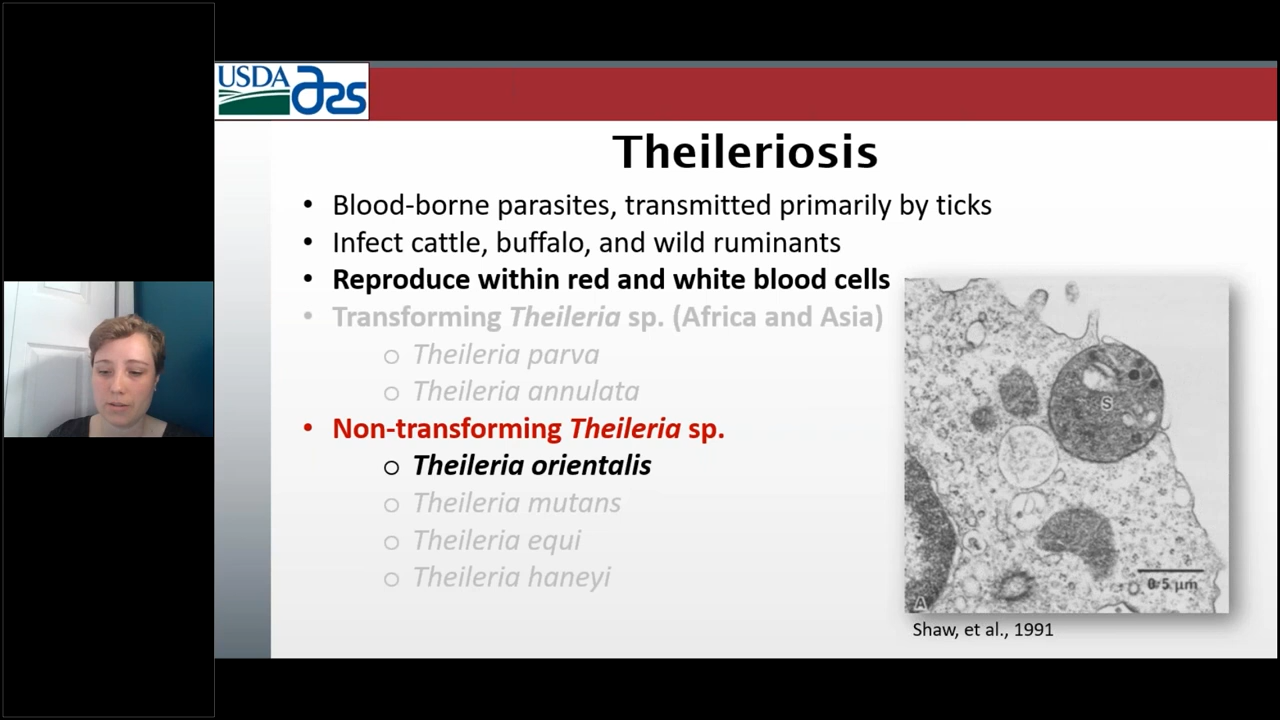 USDA ars
Theileriosis
• Blood-borne parasites, transmitted primarily by ticks
• Infect cattle, buffalo, and wild ruminants
• Reproduce within red and white blood cells
• Transforming Theileria sp. (Africa and Asia)
o Theileria parva
o Theileria annulata
• Non-transforming Theileria sp.
o Theileria orientalis
o Theileria mutans
o Theileria equi
o Theileria haneyi
S
0·5 µm
A
Shaw, et al., 1991